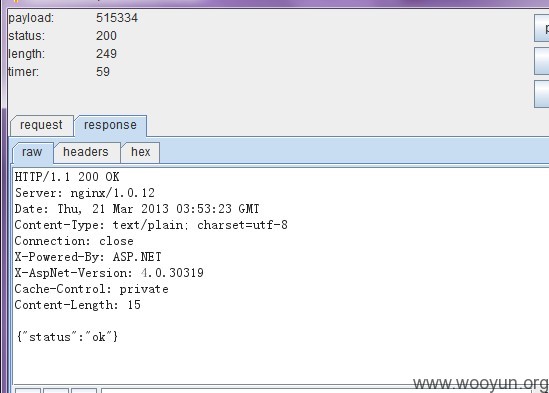 payload: 515334
status: 200
length: 249
timer: 59
request response
raw headers hex
HTTP/1.1 200 OK
Server: nginx/1.0.12
Date: Thu, 21 Mar 2013 03:53:23 GMT
Content-Type: text/plain; charset=utf-8
Connection: close
X-Powered-By: ASP.NET
X-AspNet-Version: 4.0.30319
Cache-Control: private
Content-Length: 15
{"status":"ok"}
www.wooyun.org